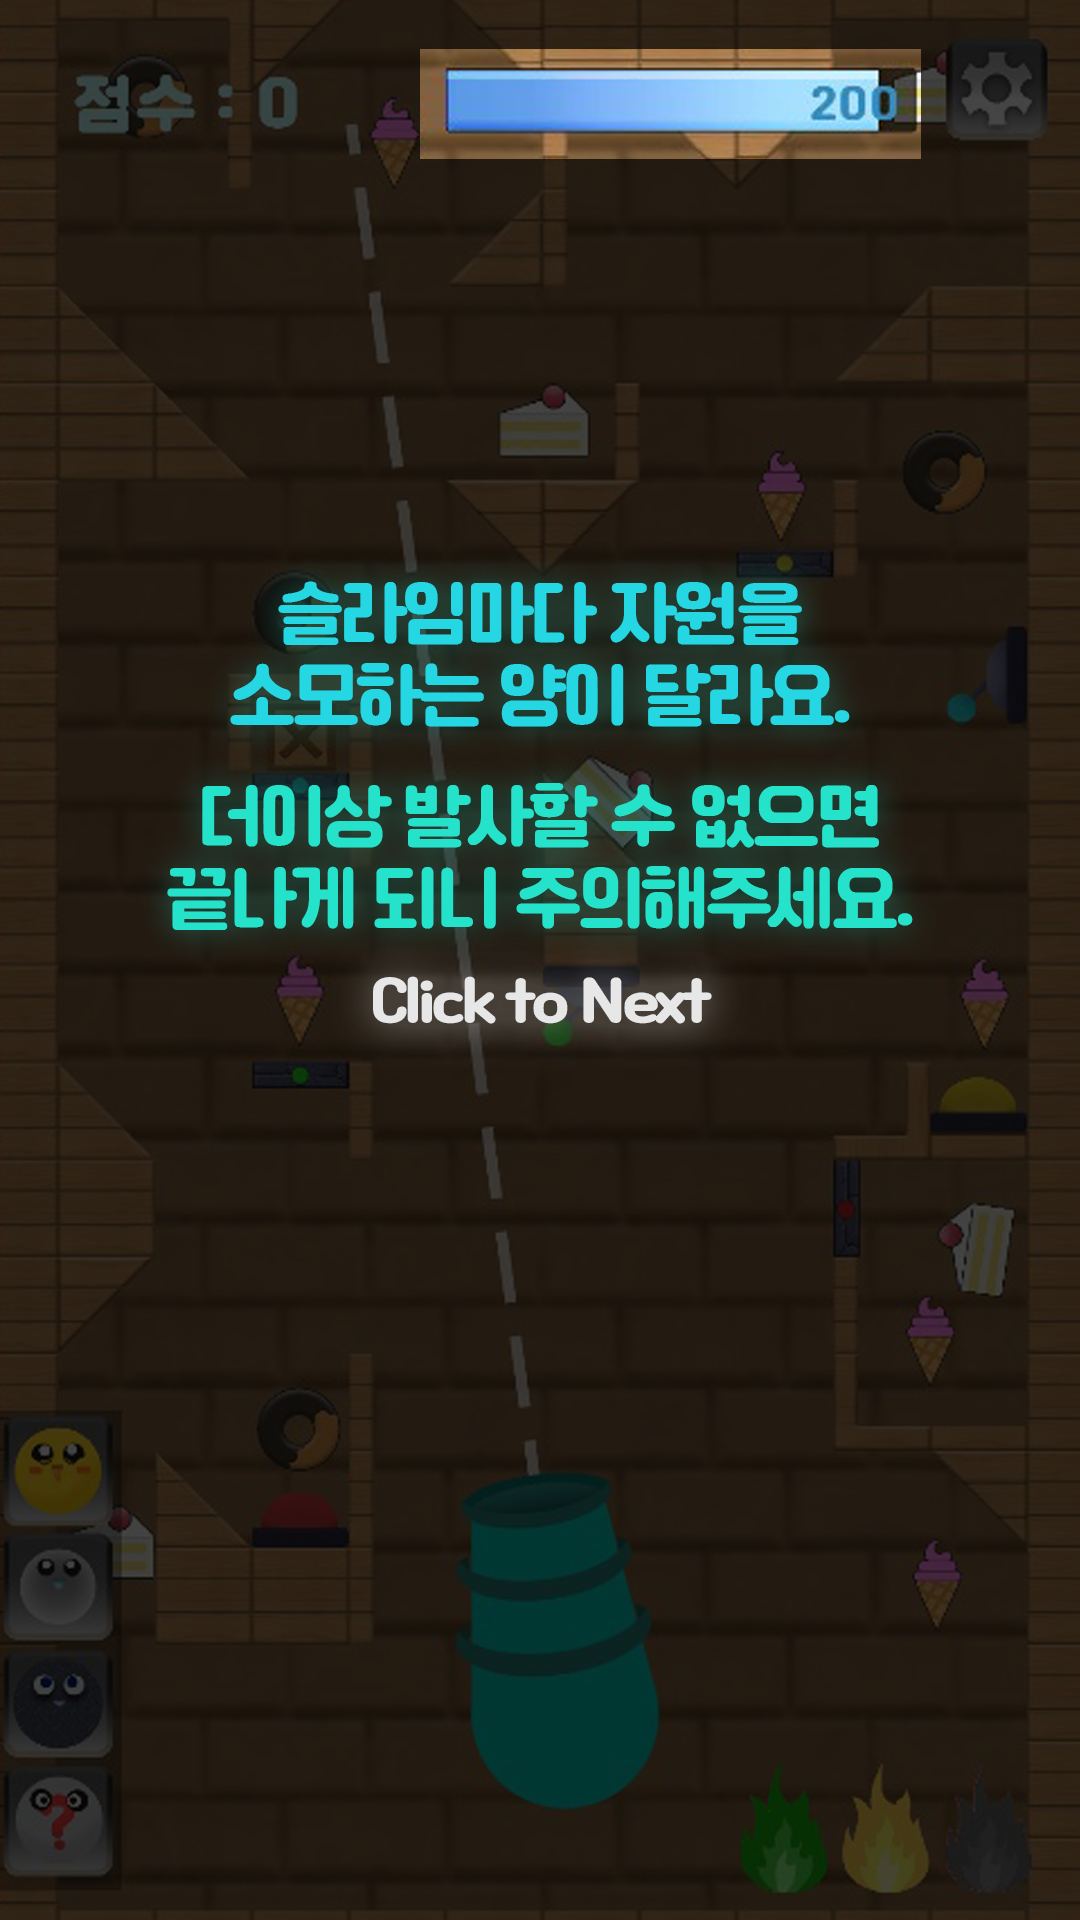 점수 : 0
200
슬라임마다 자원을
소모하는 양이 달라요.
더이상 발사할 수 없으면
끝나게 되니 주의해주세요.
Click to Next
?